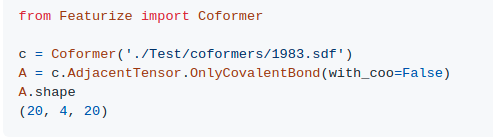 from Featurize import Coformer
c = Coformer('./Test/coformers/1983.sdf')
A = c.AdjacentTensor.OnlyCovalentBond(with_coo=False)
A.shape
(20, 4, 20)